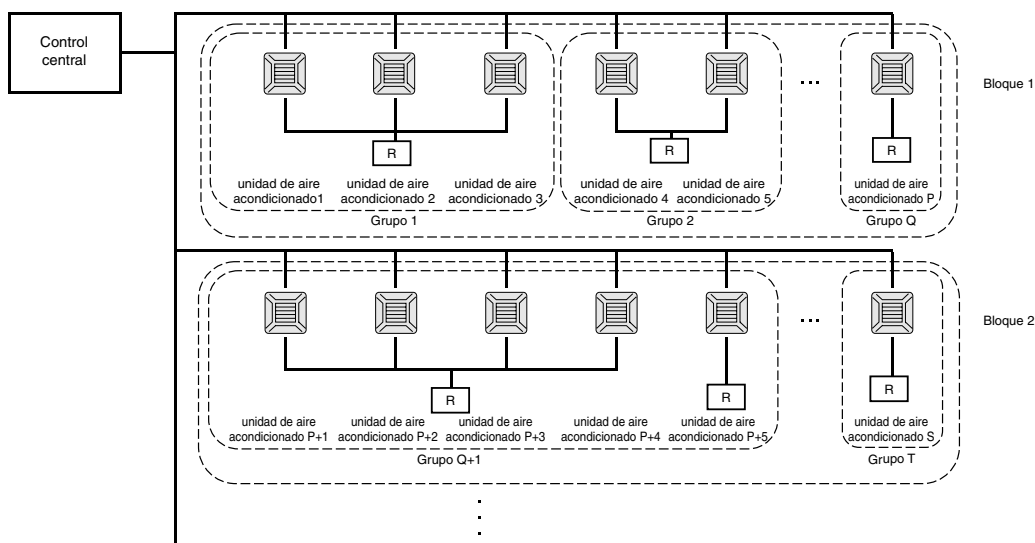 Control
central
Bloque 1
R
R
R
unidad de aire
acondicionado1
unidad de aire
acondicionado 2
unidad de aire
acondicionado 3
unidad de aire
acondicionado 4
unidad de aire
acondicionado 5
unidad de aire
acondicionado P
Grupo 1
Grupo 2
Grupo Q
Bloque 2
R
R
R
unidad de aire
acondicionado P+1
unidad de aire
acondicionado P+2
unidad de aire
acondicionado P+3
unidad de aire
acondicionado P+4
unidad de aire
acondicionado P+5
unidad de aire
acondicionado S
Grupo Q+1
Grupo T